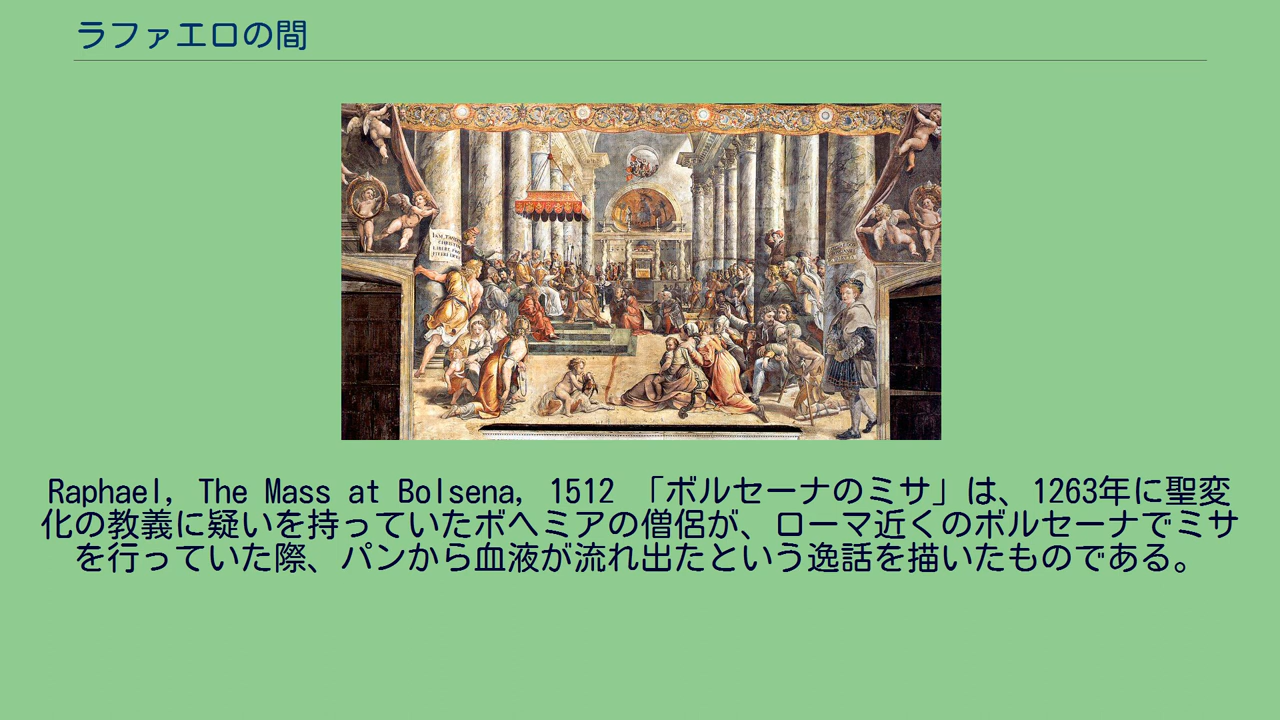 ラファエロの間
Raphael, The Mass at Bolsena, 1512 「ボルセーナのミサ」は、1263年に聖変
化の教義に疑いを持っていたボヘミアの僧侶が、ローマ近くのボルセーナでミサ
を行っていた際、パンから血液が流れ出たという逸話を描いたものである。